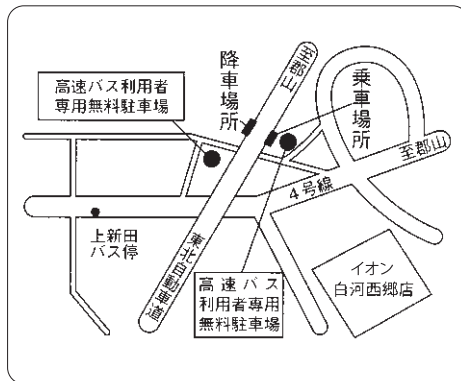 高速バス利用者
専用無料駐車場
降車場所
至郡山
乗車場所
至郡山
4号線
上新田
バス停
東北自動車道
高速バス
利用者専用
無料駐車場
イオン
白河西郷店